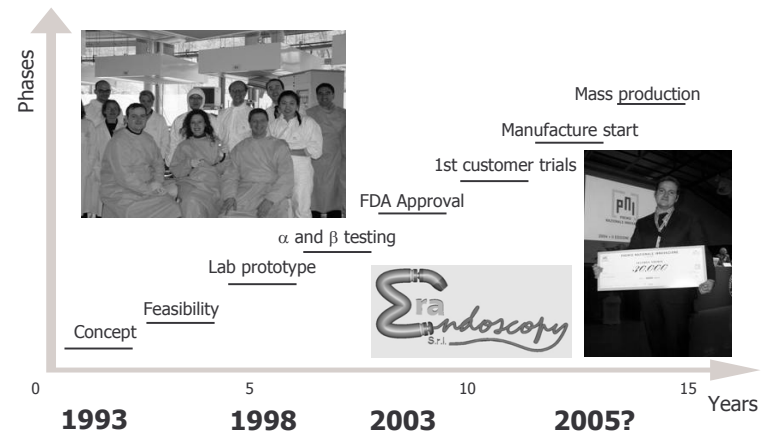 Phases
Mass production
Manufacture start
1st customer trials
FDA Approval
α and β testing
Lab prototype
Feasibility
Concept
Era
Endoscopy
S.r.l.
PNI
0
5
10
15
Years
1993
1998
2003
2005?